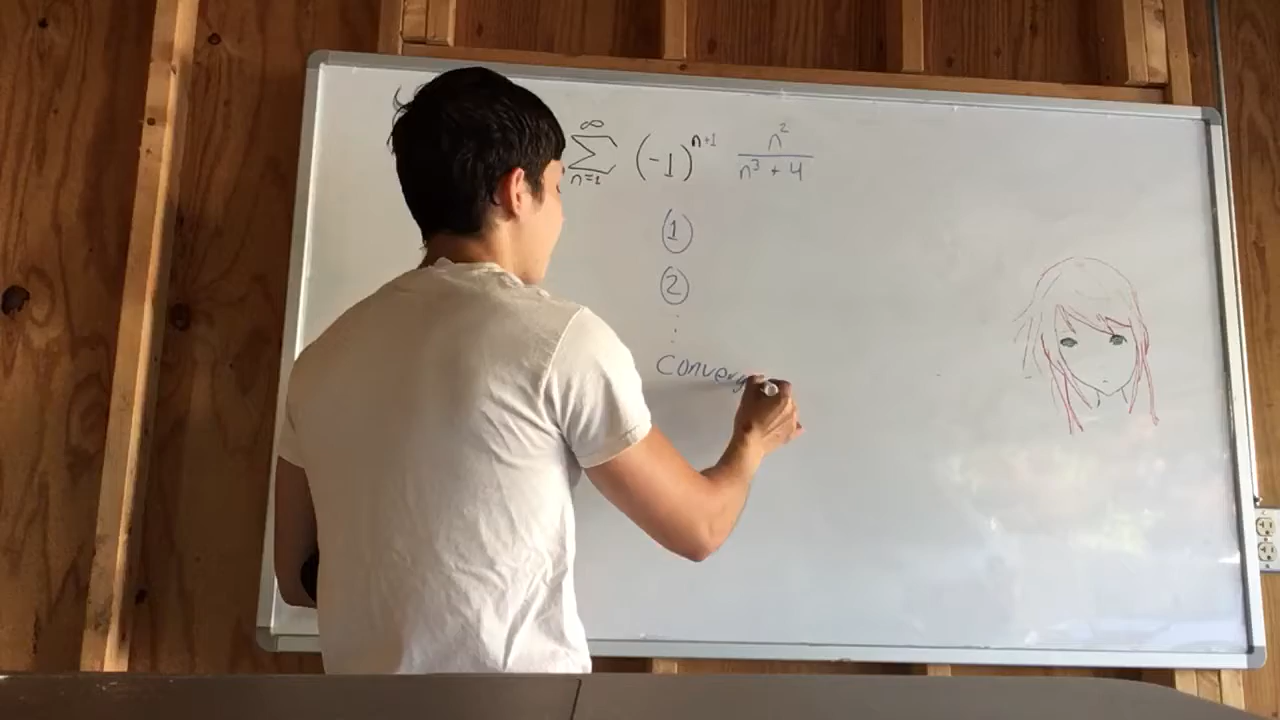 ∞
∑ (-1)^{n+1} n²/(n³ + 4)
n=1
①
②
⋮
Converg